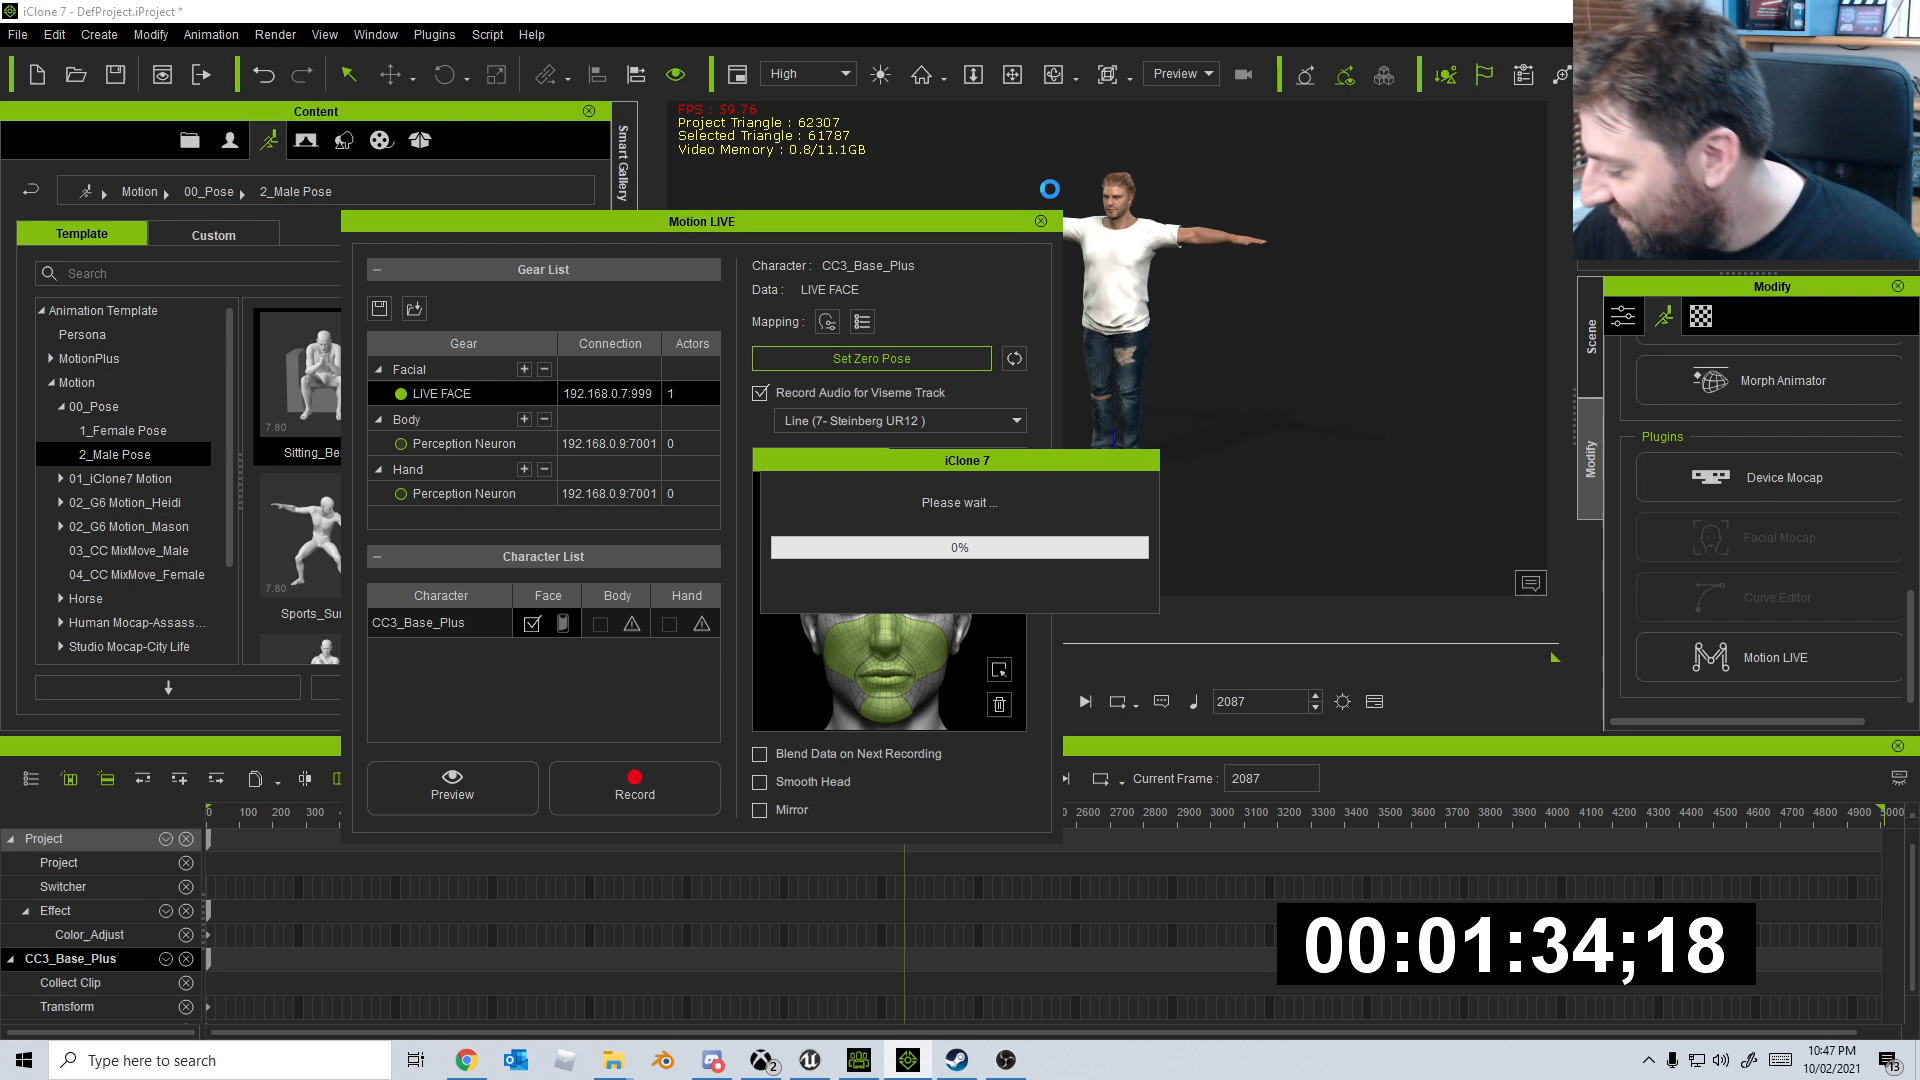 iClone 7 - DefProject.iProject *
File Edit Create Modify Animation Render View Window Plugins Script Help
High
Preview
Content
Smart Gallery
FPS : 59.76
Project Triangle : 62307
Selected Triangle : 61787
Video Memory : 0.8/11.1GB
Motion 00_Pose 2_Male Pose
Template
Custom
Search
Animation Template
Persona
MotionPlus
Motion
00_Pose
1_Female Pose
2_Male Pose
01_iClone7 Motion
02_G6 Motion_Heidi
02_G6 Motion_Mason
03_CC MixMove_Male
04_CC MixMove_Female
Horse
Human Mocap-Assass...
Studio Mocap-City Life
7.80
Sitting_Be
7.80
Sports_Su
Motion LIVE
Gear List
Gear Connection Actors
Facial
LIVE FACE 192.168.0.7:999 1
Body
Perception Neuron 192.168.0.9:7001 0
Hand
Perception Neuron 192.168.0.9:7001 0
Character List
Character Face Body Hand
CC3_Base_Plus
Preview
Record
Character : CC3_Base_Plus
Data : LIVE FACE
Mapping :
Set Zero Pose
Record Audio for Viseme Track
Line (7- Steinberg UR12 )
Blend Data on Next Recording
Smooth Head
Mirror
iClone 7
Please wait ...
0%
2087
Scene
Modify
Modify
Morph Animator
Plugins
Device Mocap
Facial Mocap
Curve Editor
Motion LIVE
Current Frame : 2087
0 100 200 300
2600 2700 2800 2900 3000 3100 3200 3300 3400 3500 3600 3700 3800 3900 4000 4100 4200 4300 4400 4500 4600 4700 4800 4900 5000
Project
Project
Switcher
Effect
Color_Adjust
CC3_Base_Plus
Collect Clip
Transform
00:01:34;18
Type here to search
2
10:47 PM
10/02/2021
13